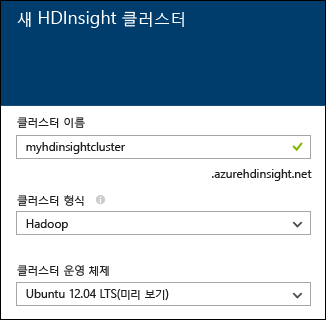 새 HDInsight 클러스터
클러스터 이름
myhdinsightcluster
.azurehdinsight.net
클러스터 형식
Hadoop
클러스터 운영 체제
Ubuntu 12.04 LTS(미리 보기)